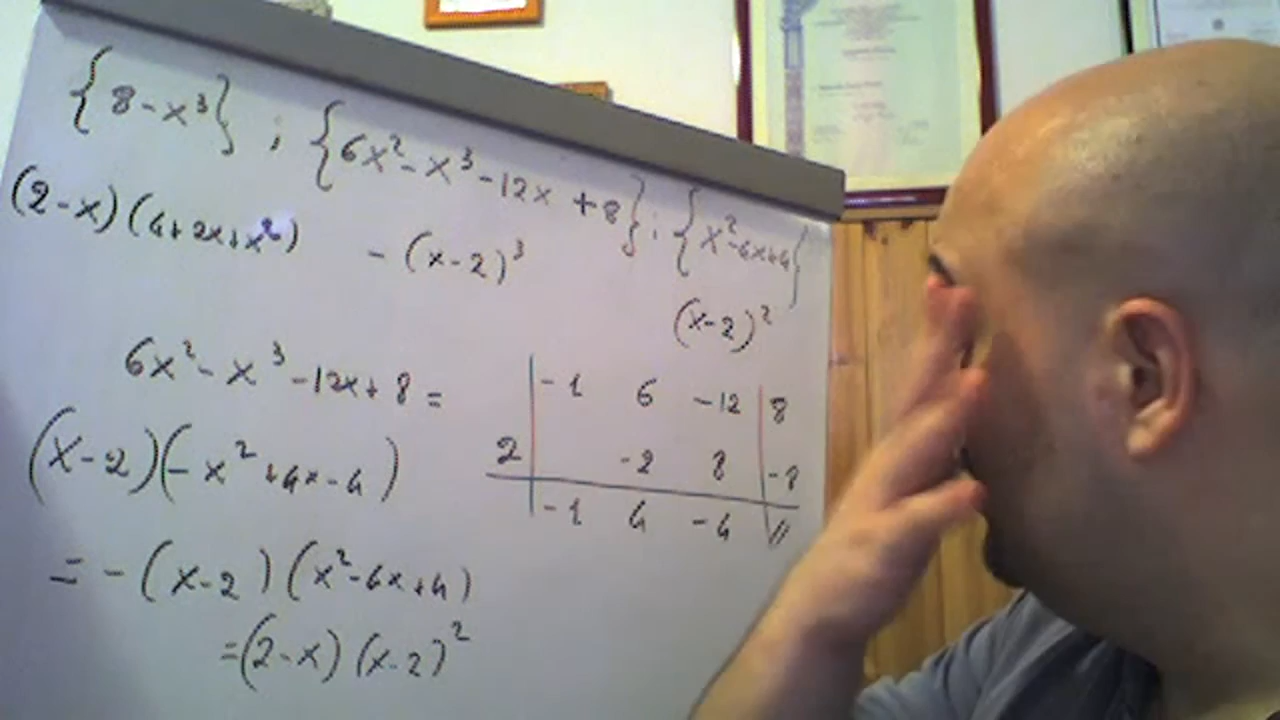 {8-x³} ; {6x²-x³-12x+8} ; {x²-4x+4}
(2-x)(4+2x+x²) -(x-2)³
(x-2)²
6x²-x³-12x+8=
-1 6 -12 8
(x-2)(-x²+4x-4)
2 -2 8 -8
-1 4 -4 //
=-(x-2)(x²-4x+4)
=(2-x)(x-2)²